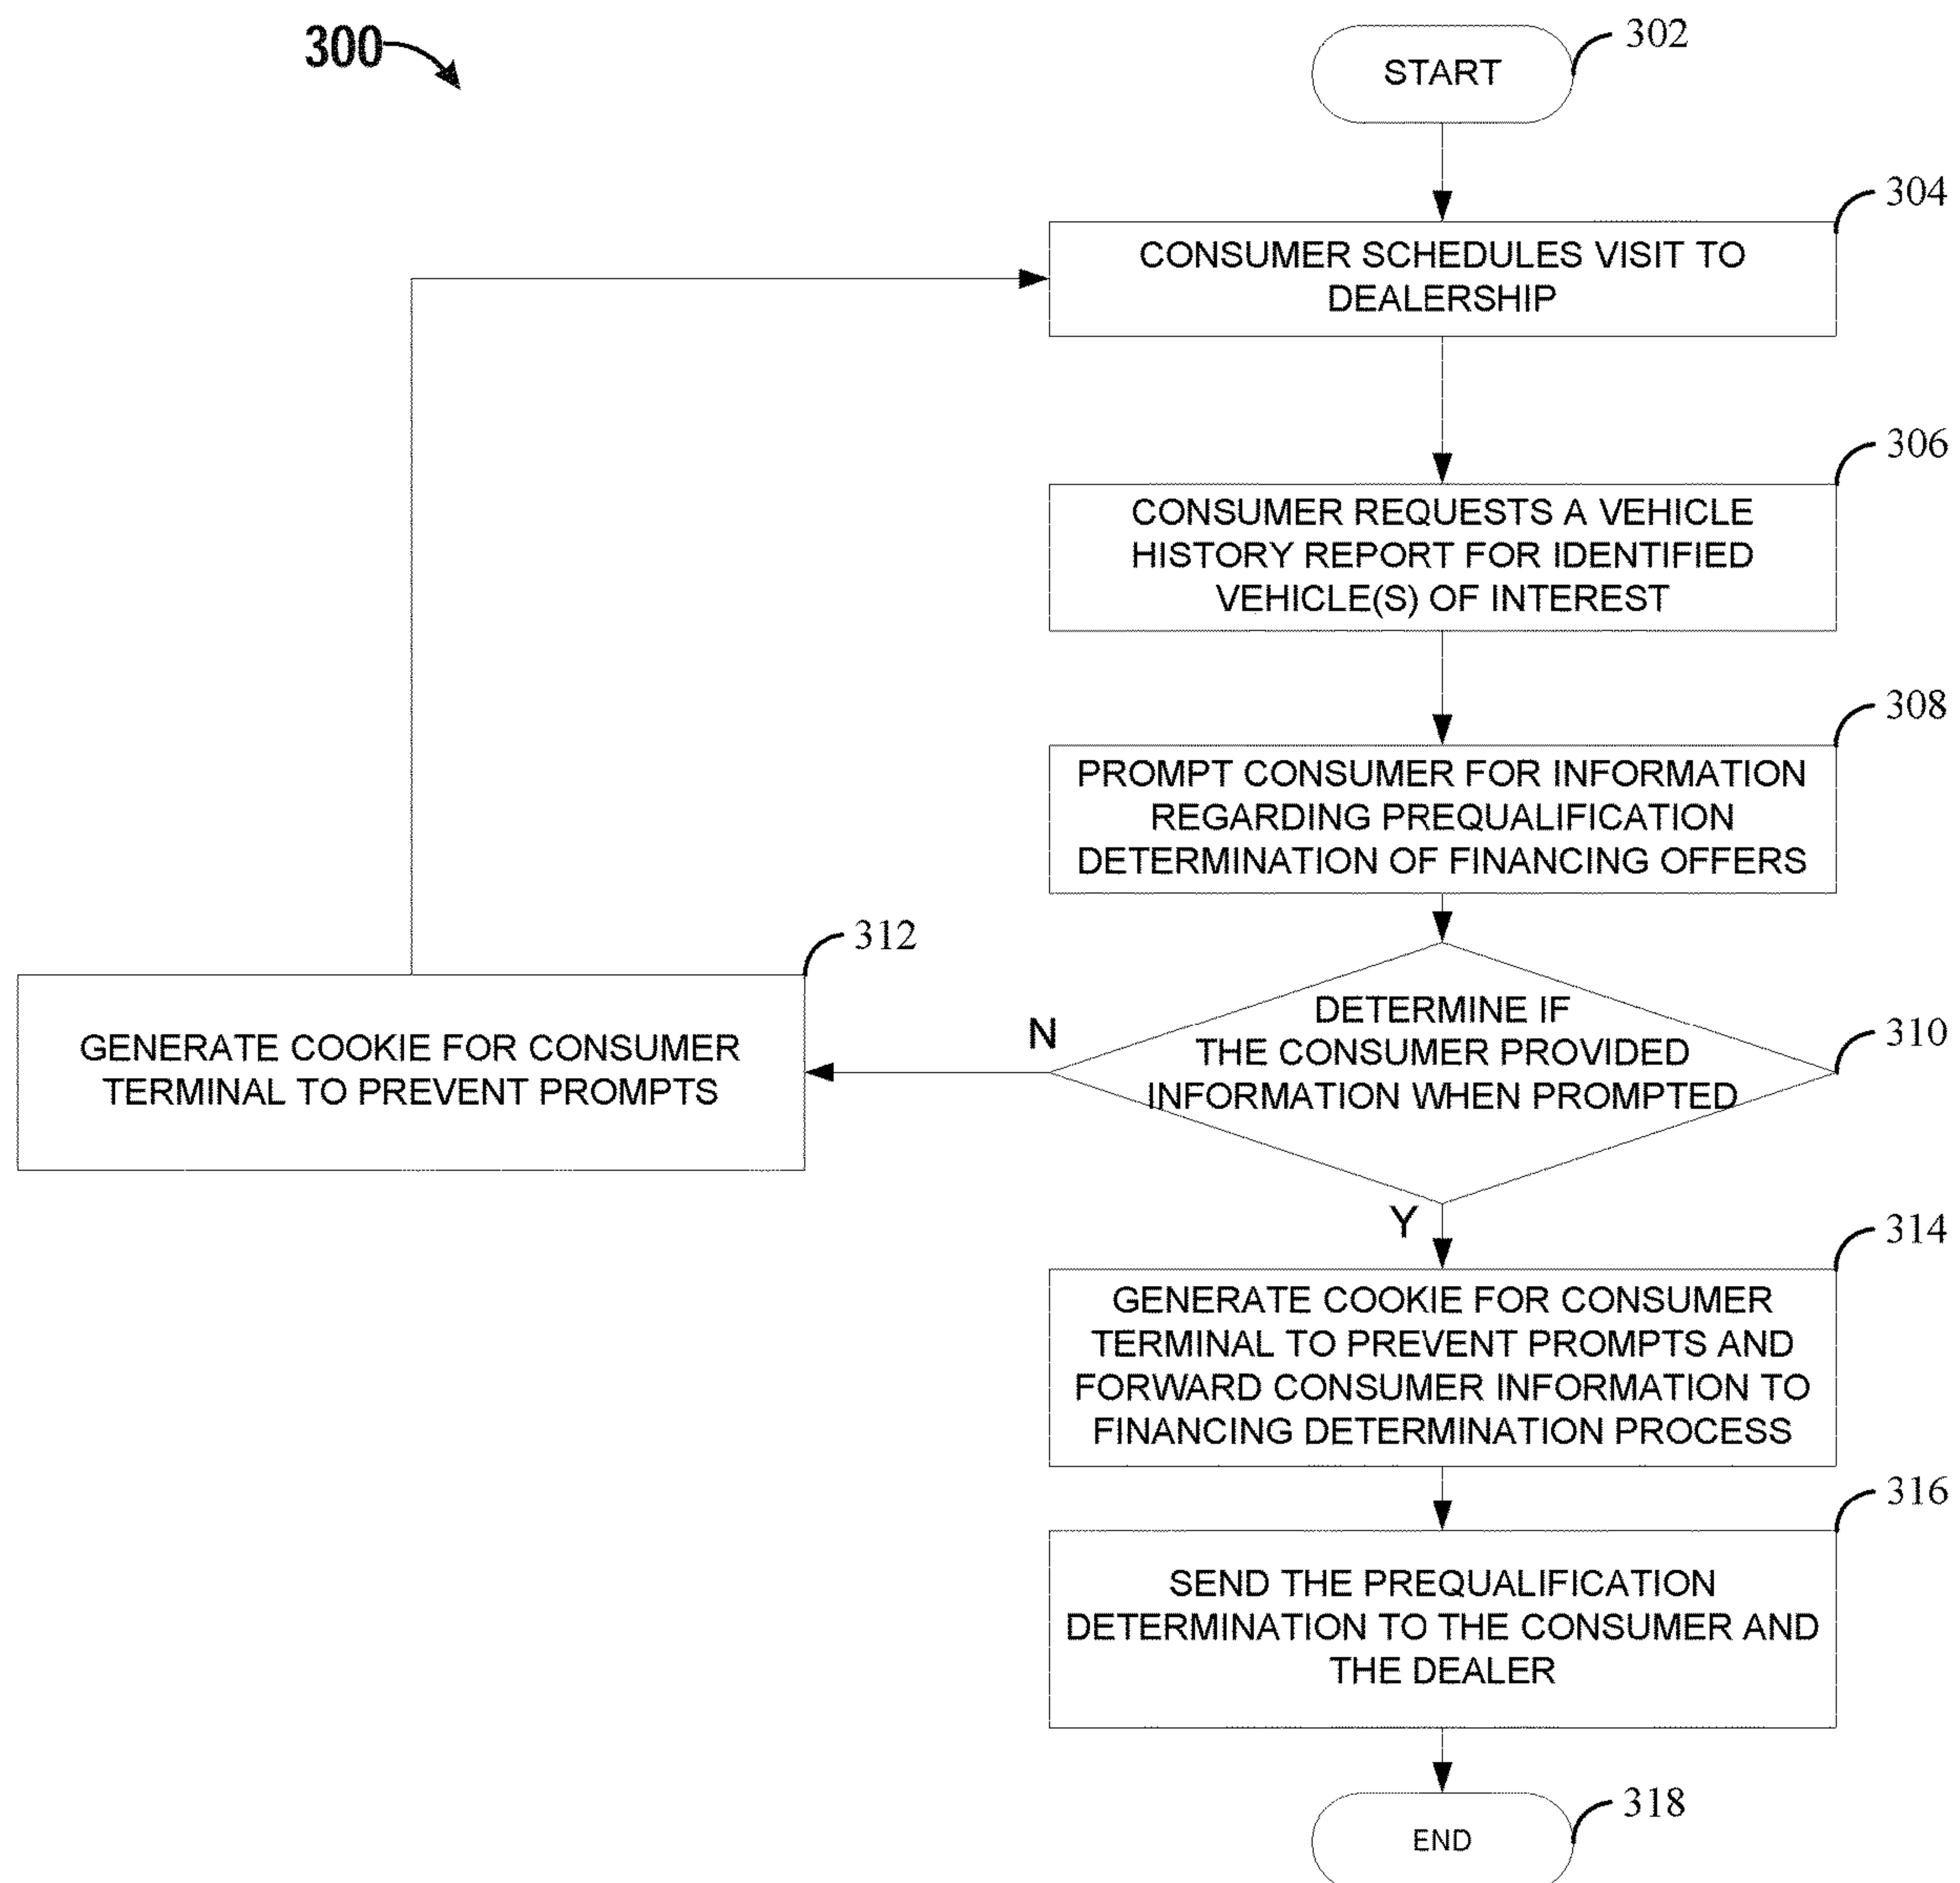 300
302
START
304
CONSUMER SCHEDULES VISIT TO
DEALERSHIP
306
CONSUMER REQUESTS A VEHICLE
HISTORY REPORT FOR IDENTIFIED
VEHICLE(S) OF INTEREST
308
PROMPT CONSUMER FOR INFORMATION
REGARDING PREQUALIFICATION
DETERMINATION OF FINANCING OFFERS
312
GENERATE COOKIE FOR CONSUMER
TERMINAL TO PREVENT PROMPTS
N
DETERMINE IF
THE CONSUMER PROVIDED
INFORMATION WHEN PROMPTED
310
Y
314
GENERATE COOKIE FOR CONSUMER
TERMINAL TO PREVENT PROMPTS AND
FORWARD CONSUMER INFORMATION TO
FINANCING DETERMINATION PROCESS
316
SEND THE PREQUALIFICATION
DETERMINATION TO THE CONSUMER AND
THE DEALER
318
END